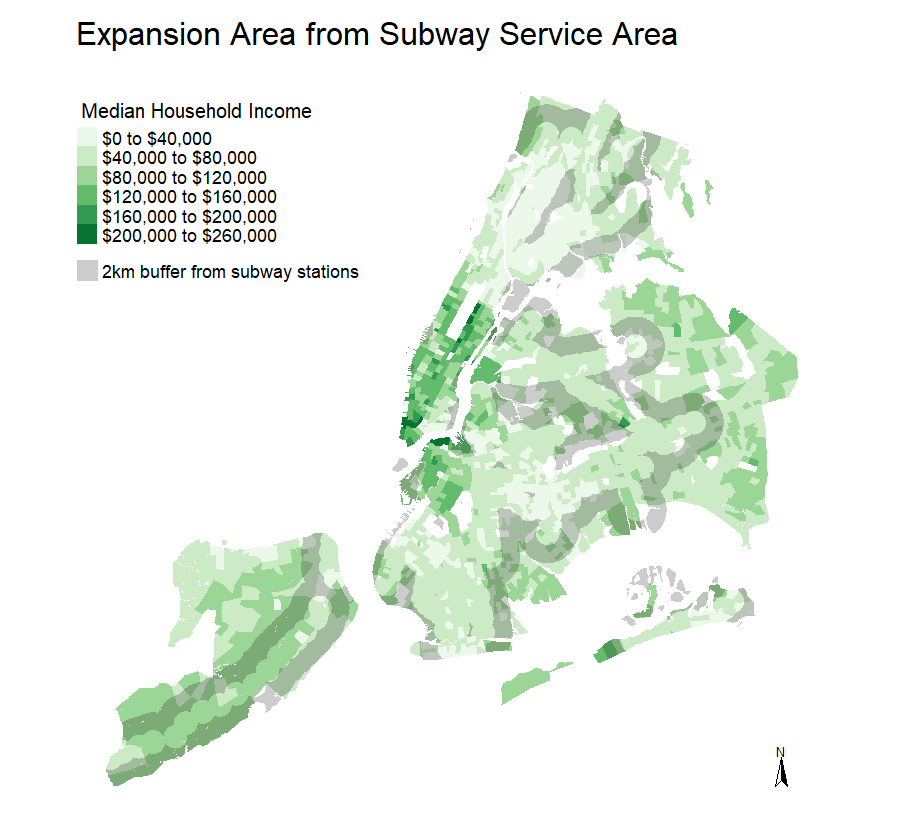 Expansion Area from Subway Service Area
Median Household Income
$0 to $40,000
$40,000 to $80,000
$80,000 to $120,000
$120,000 to $160,000
$160,000 to $200,000
$200,000 to $260,000
2km buffer from subway stations
N